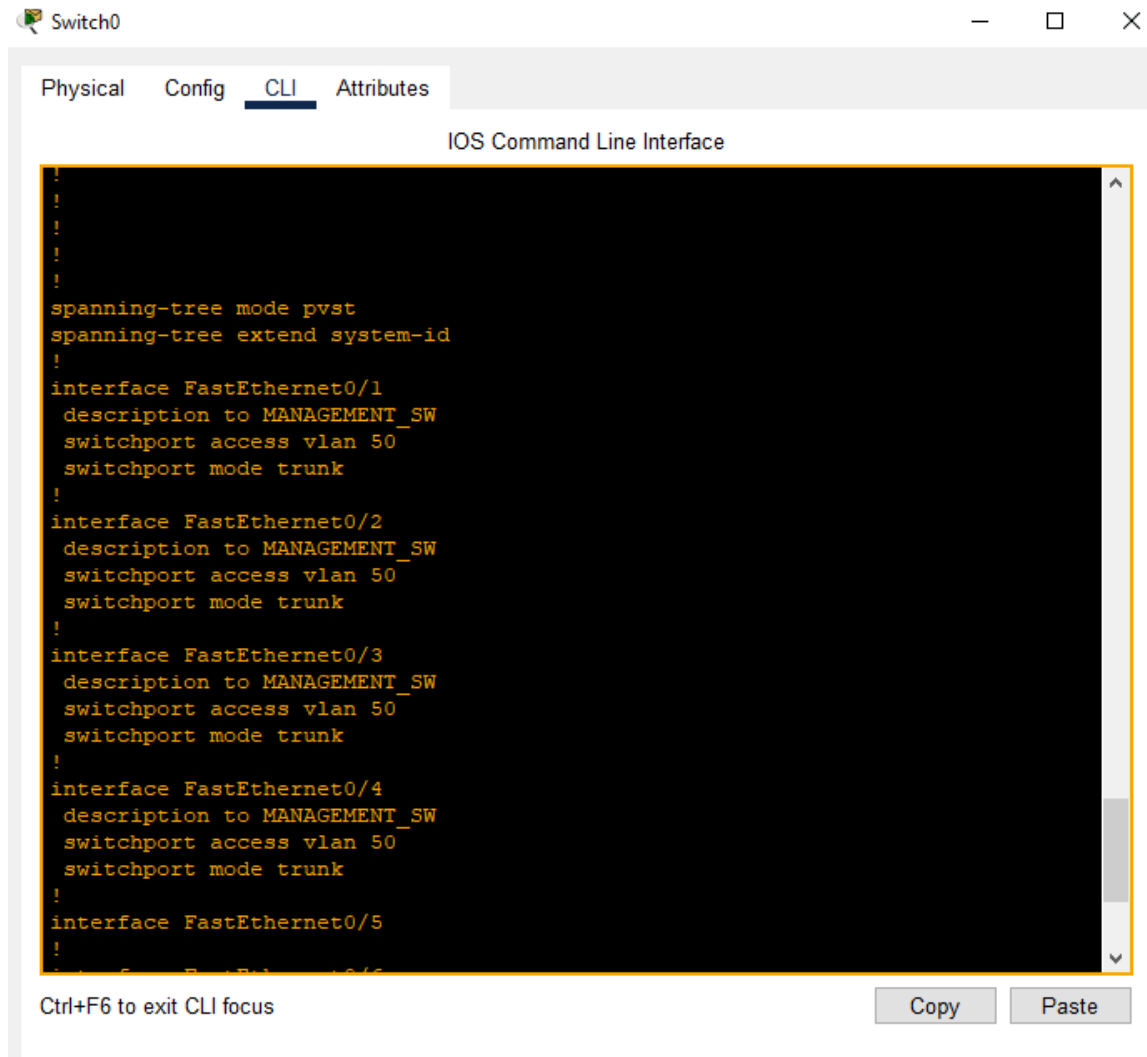 Switch0
Physical Config CLI Attributes
IOS Command Line Interface
!
!
!
!
!
spanning-tree mode pvst
spanning-tree extend system-id
!
interface FastEthernet0/1
description to MANAGEMENT_SW
switchport access vlan 50
switchport mode trunk
!
interface FastEthernet0/2
description to MANAGEMENT_SW
switchport access vlan 50
switchport mode trunk
!
interface FastEthernet0/3
description to MANAGEMENT_SW
switchport access vlan 50
switchport mode trunk
!
interface FastEthernet0/4
description to MANAGEMENT_SW
switchport access vlan 50
switchport mode trunk
!
interface FastEthernet0/5
!
Ctrl+F6 to exit CLI focus
Copy Paste